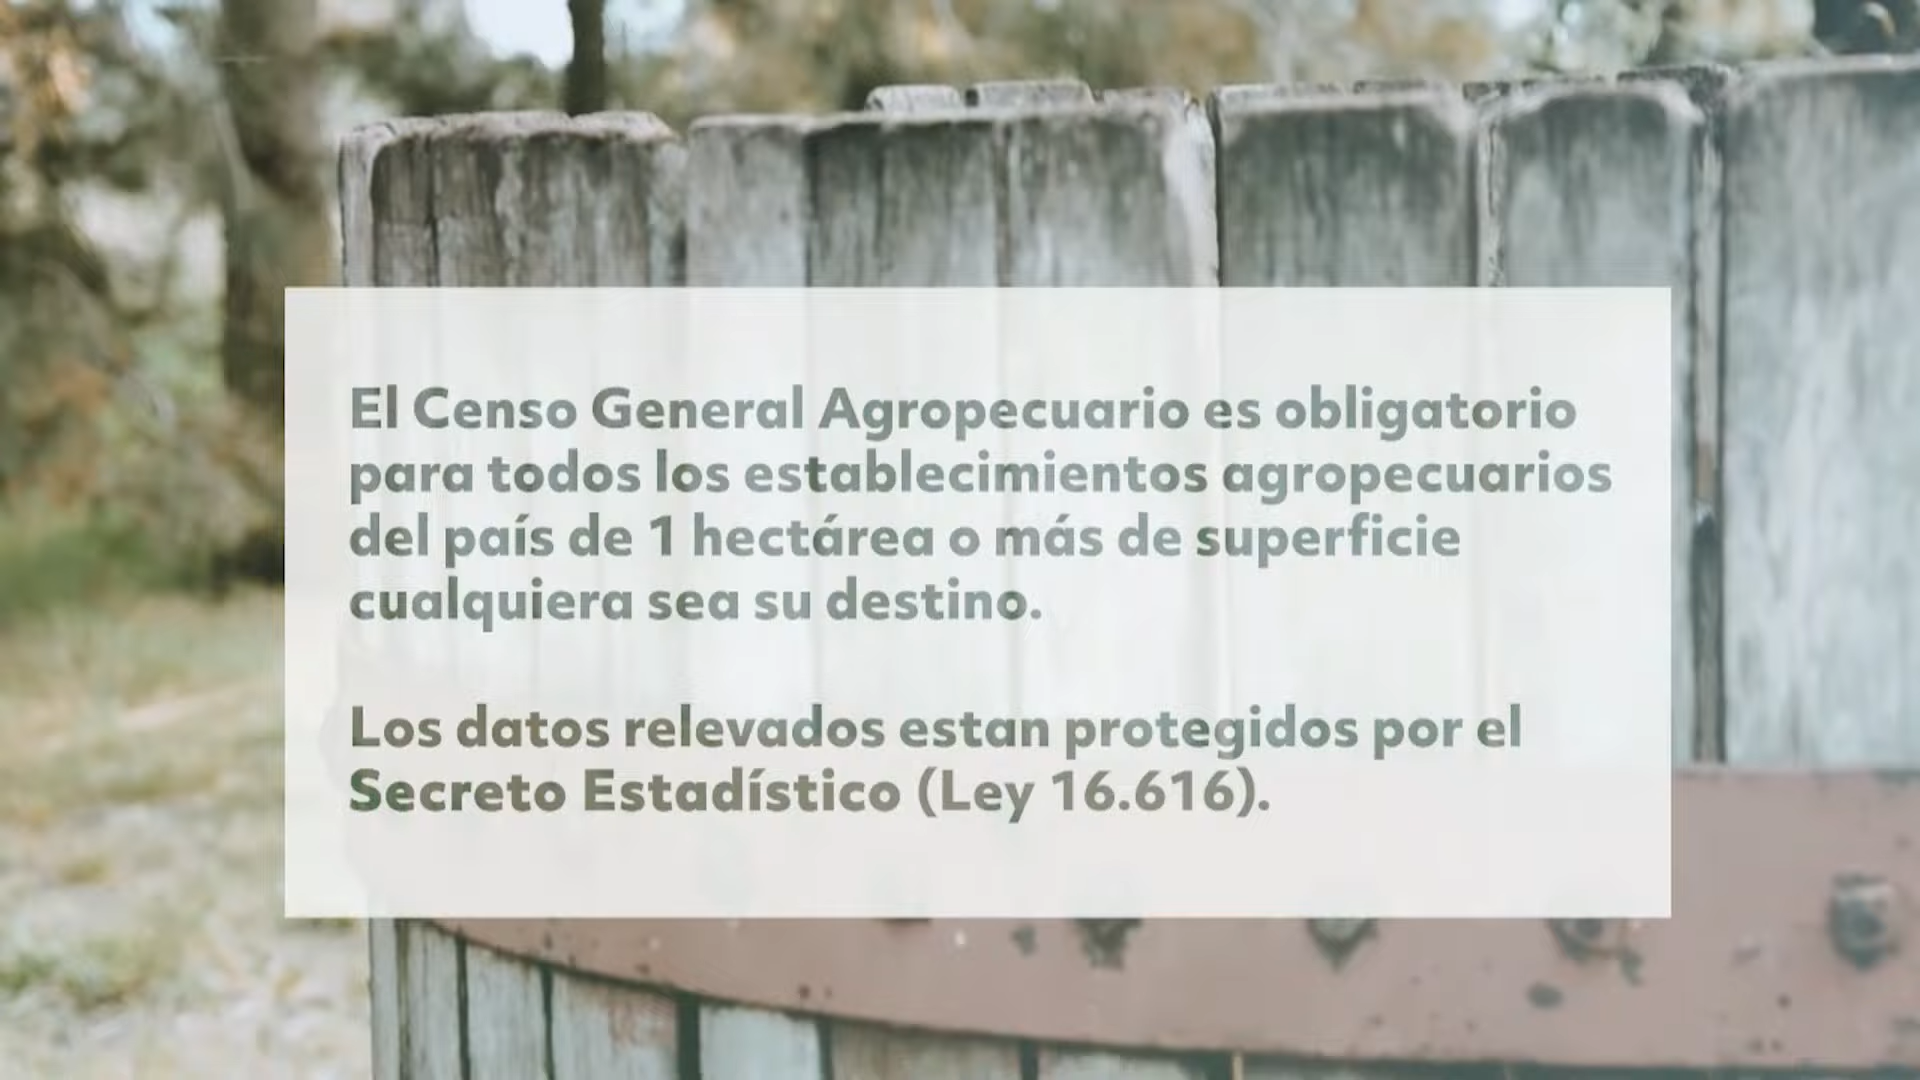 El Censo General Agropecuario es obligatorio
para todos los establecimientos agropecuarios
del país de 1 hectárea o más de superficie
cualquiera sea su destino.
Los datos relevados estan protegidos por el
Secreto Estadístico (Ley 16.616).